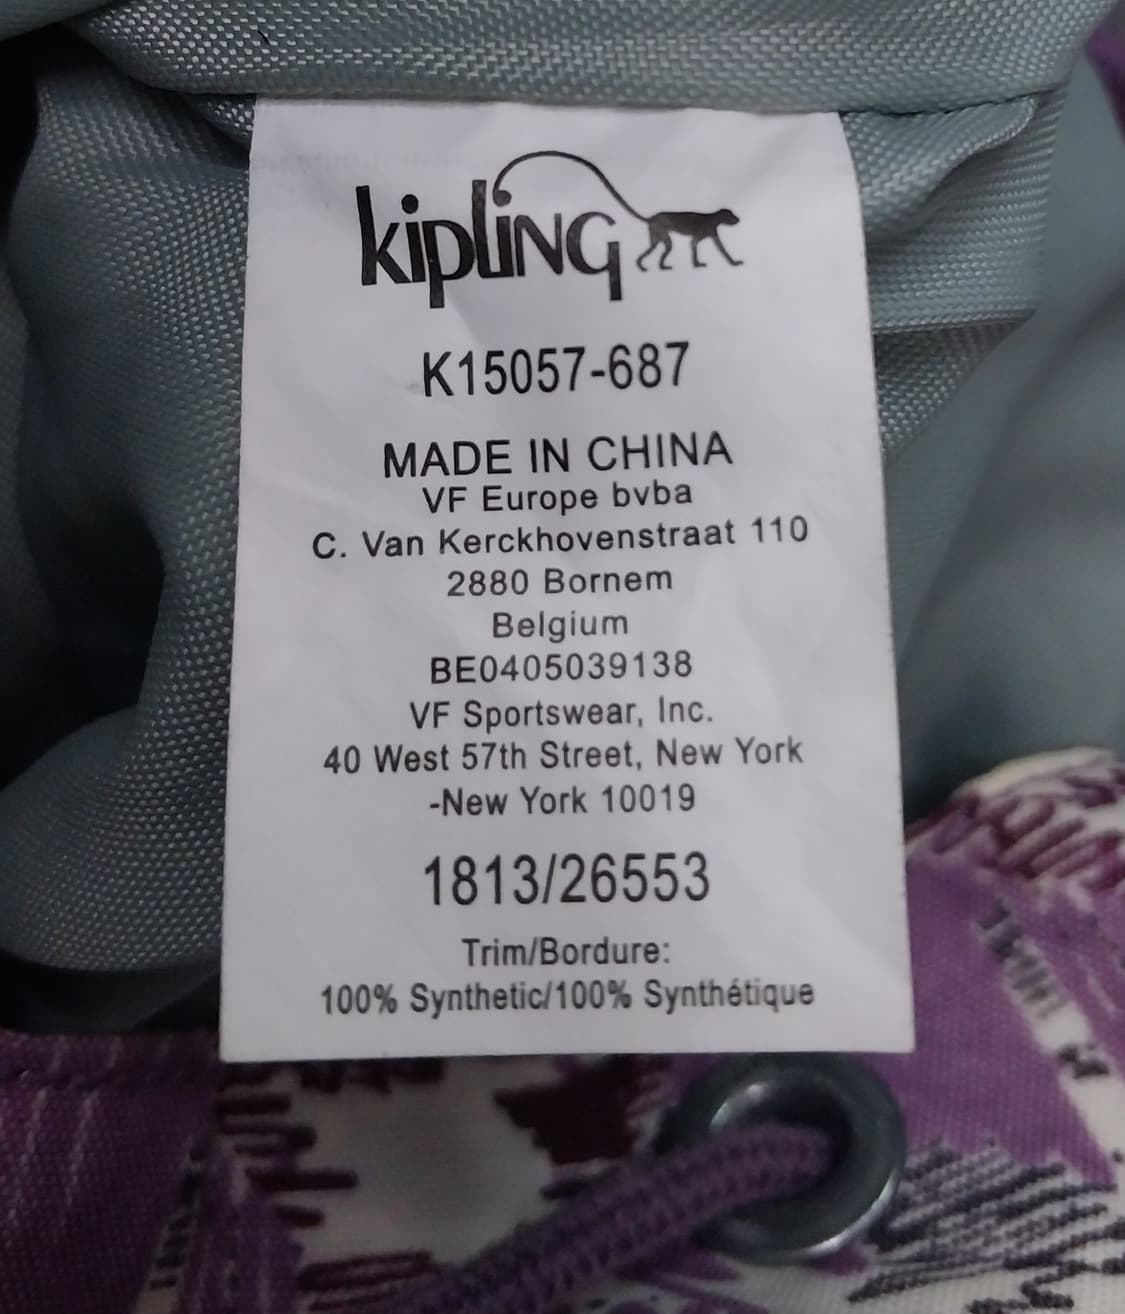 kipling
K15057-687
MADE IN CHINA
VF Europe bvba
C. Van Kerckhovenstraat 110
2880 Bornem
Belgium
BE0405039138
VF Sportswear, Inc.
40 West 57th Street, New York
-New York 10019
1813/26553
Trim/Bordure:
100% Synthetic/100% Synthétique